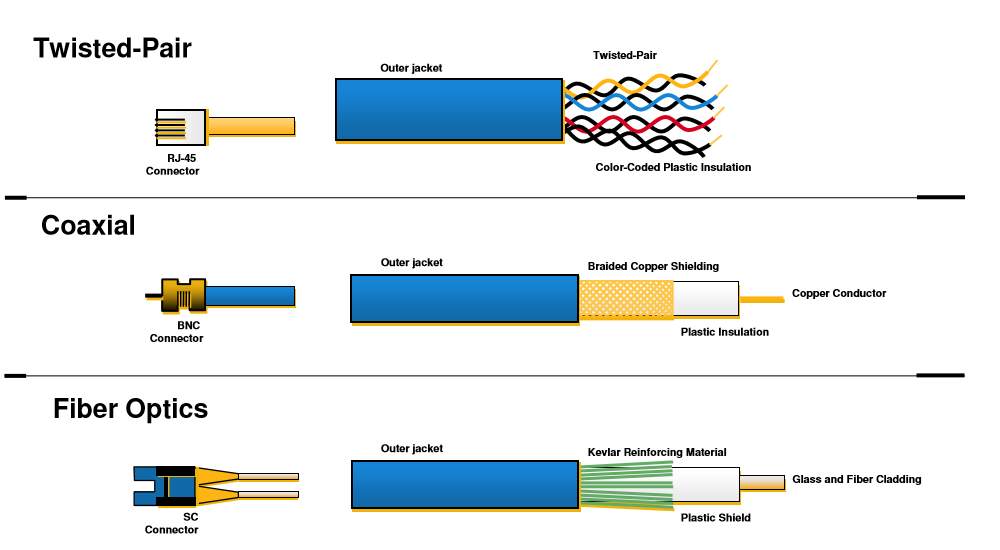 Twisted-Pair
Twisted-Pair
Outer jacket
RJ-45
Connector
Color-Coded Plastic Insulation
Coaxial
Outer jacket
Braided Copper Shielding
Copper Conductor
BNC
Connector
Plastic Insulation
Fiber Optics
Outer jacket
Kevlar Reinforcing Material
Glass and Fiber Cladding
SC
Connector
Plastic Shield